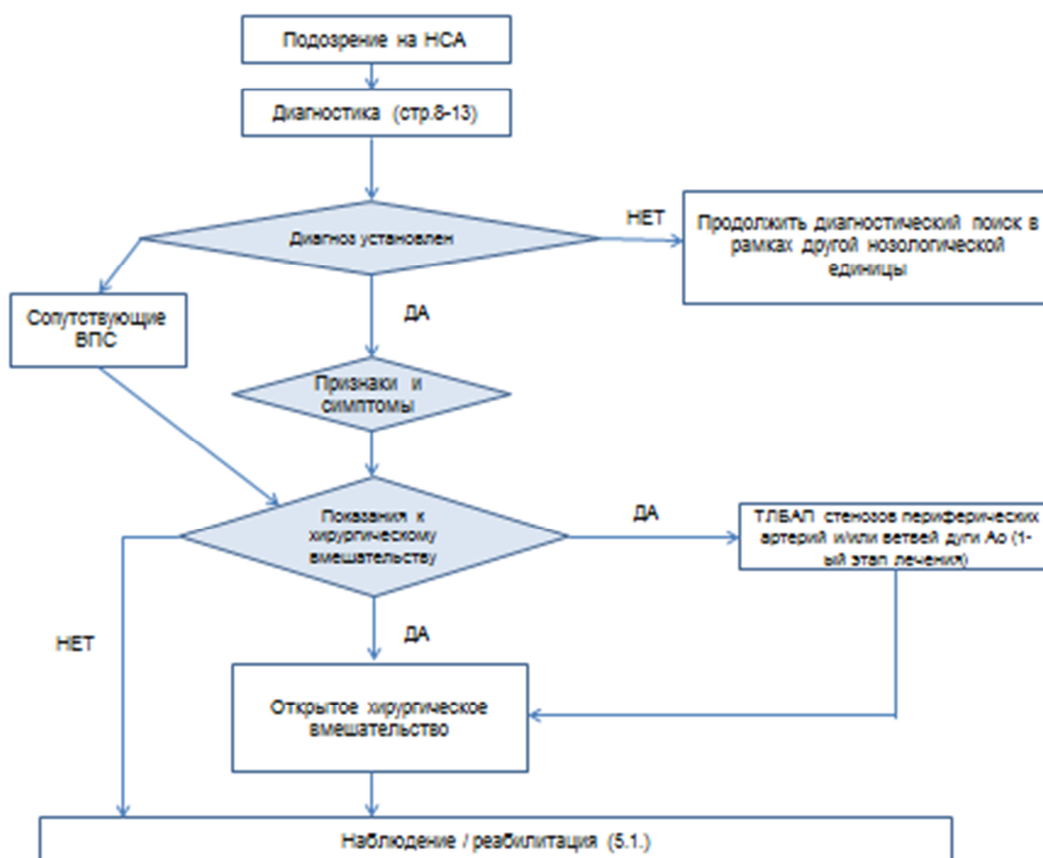 Подозрение на НСА
Диагностика (стр.8-13)
Диагноз установлен
НЕТ
Продолжить диагностический поиск в
рамках другой нозологической
единицы
Сопутствующие
ВПС
ДА
Признаки и
симптомы
Показания к
хирургическому
вмешательству
ДА
ТЛБАП стенозов периферических
артерий и/или ветвей дуги Ао (1-
ый этап лечения)
НЕТ
ДА
Открытое хирургическое
вмешательство
Наблюдение / реабилитация (5.1.)